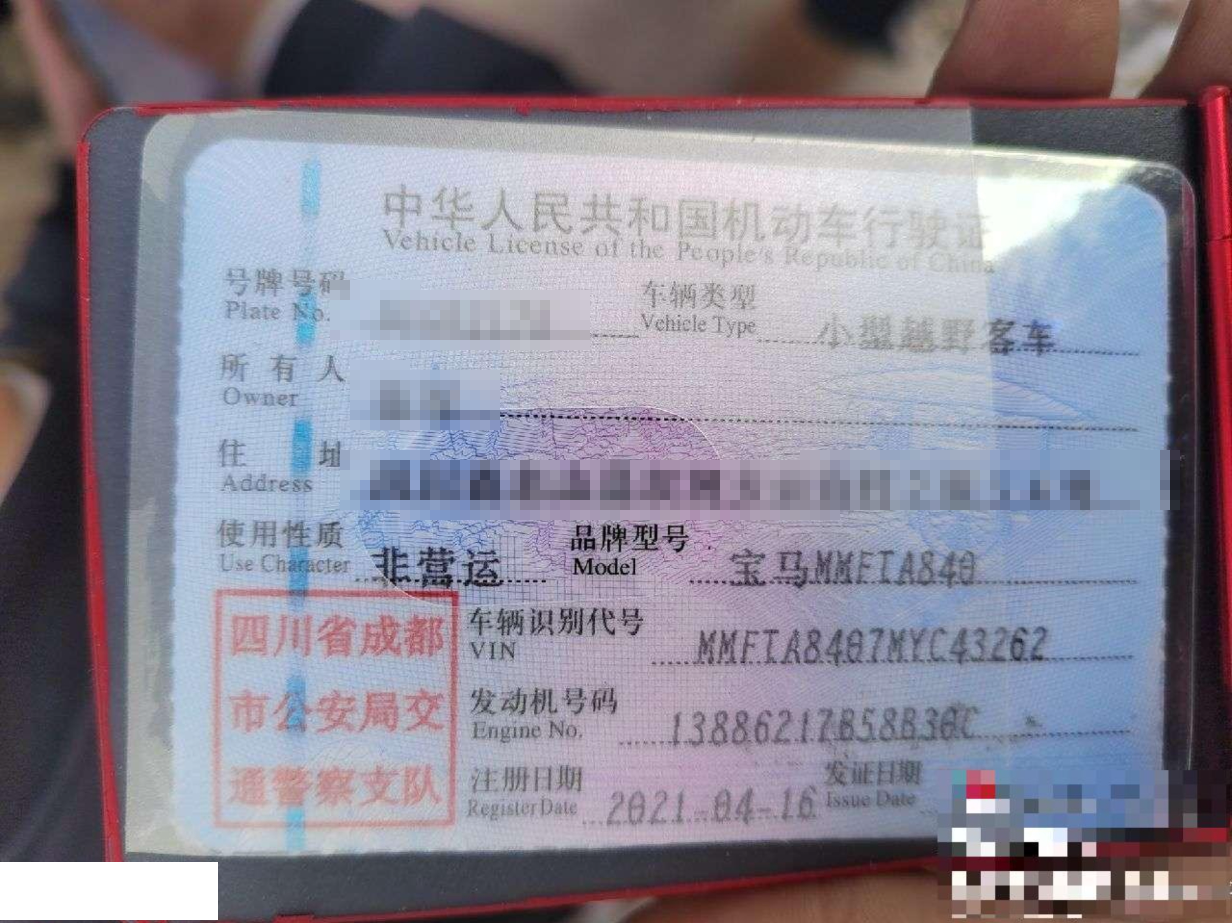 中华人民共和国机动车行驶证
Vehicle License of the People's Republic of China
号牌号码
Plate No.
车辆类型
Vehicle Type
小型越野客车
所有人
Owner
住址
Address
使用性质
Use Character
非营运
品牌型号
Model
宝马MMFTA840
四川省成都
市公安局交
通警察支队
车辆识别代号
VIN
MMFTA8407MYC43262
发动机号码
Engine No.
13886217B58B30C
注册日期
Register Date
2021-04-16
发证日期
Issue Date